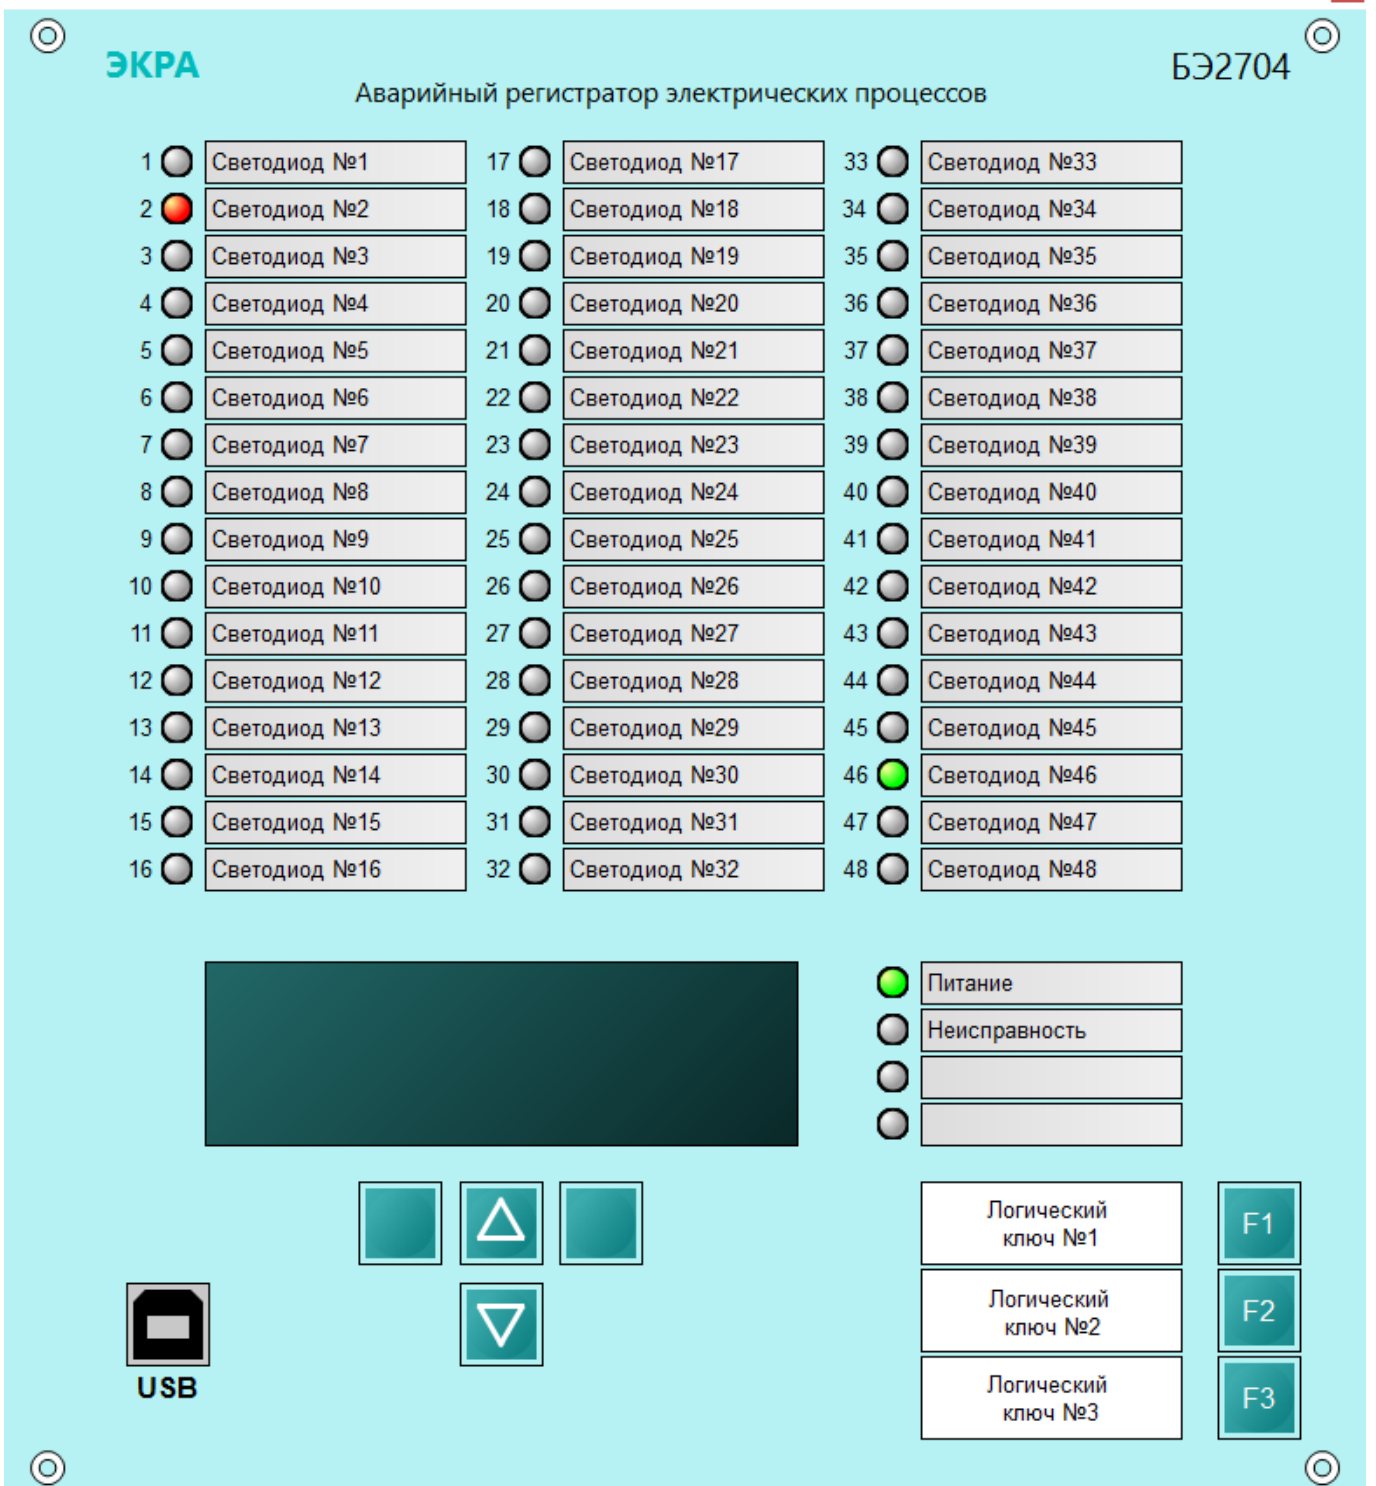 ЭКРА
БЭ2704
Аварийный регистратор электрических процессов
1 Светодиод №1
2 Светодиод №2
3 Светодиод №3
4 Светодиод №4
5 Светодиод №5
6 Светодиод №6
7 Светодиод №7
8 Светодиод №8
9 Светодиод №9
10 Светодиод №10
11 Светодиод №11
12 Светодиод №12
13 Светодиод №13
14 Светодиод №14
15 Светодиод №15
16 Светодиод №16
17 Светодиод №17
18 Светодиод №18
19 Светодиод №19
20 Светодиод №20
21 Светодиод №21
22 Светодиод №22
23 Светодиод №23
24 Светодиод №24
25 Светодиод №25
26 Светодиод №26
27 Светодиод №27
28 Светодиод №28
29 Светодиод №29
30 Светодиод №30
31 Светодиод №31
32 Светодиод №32
33 Светодиод №33
34 Светодиод №34
35 Светодиод №35
36 Светодиод №36
37 Светодиод №37
38 Светодиод №38
39 Светодиод №39
40 Светодиод №40
41 Светодиод №41
42 Светодиод №42
43 Светодиод №43
44 Светодиод №44
45 Светодиод №45
46 Светодиод №46
47 Светодиод №47
48 Светодиод №48
Питание
Неисправность
Логический
ключ №1
F1
Логический
ключ №2
F2
Логический
ключ №3
F3
USB